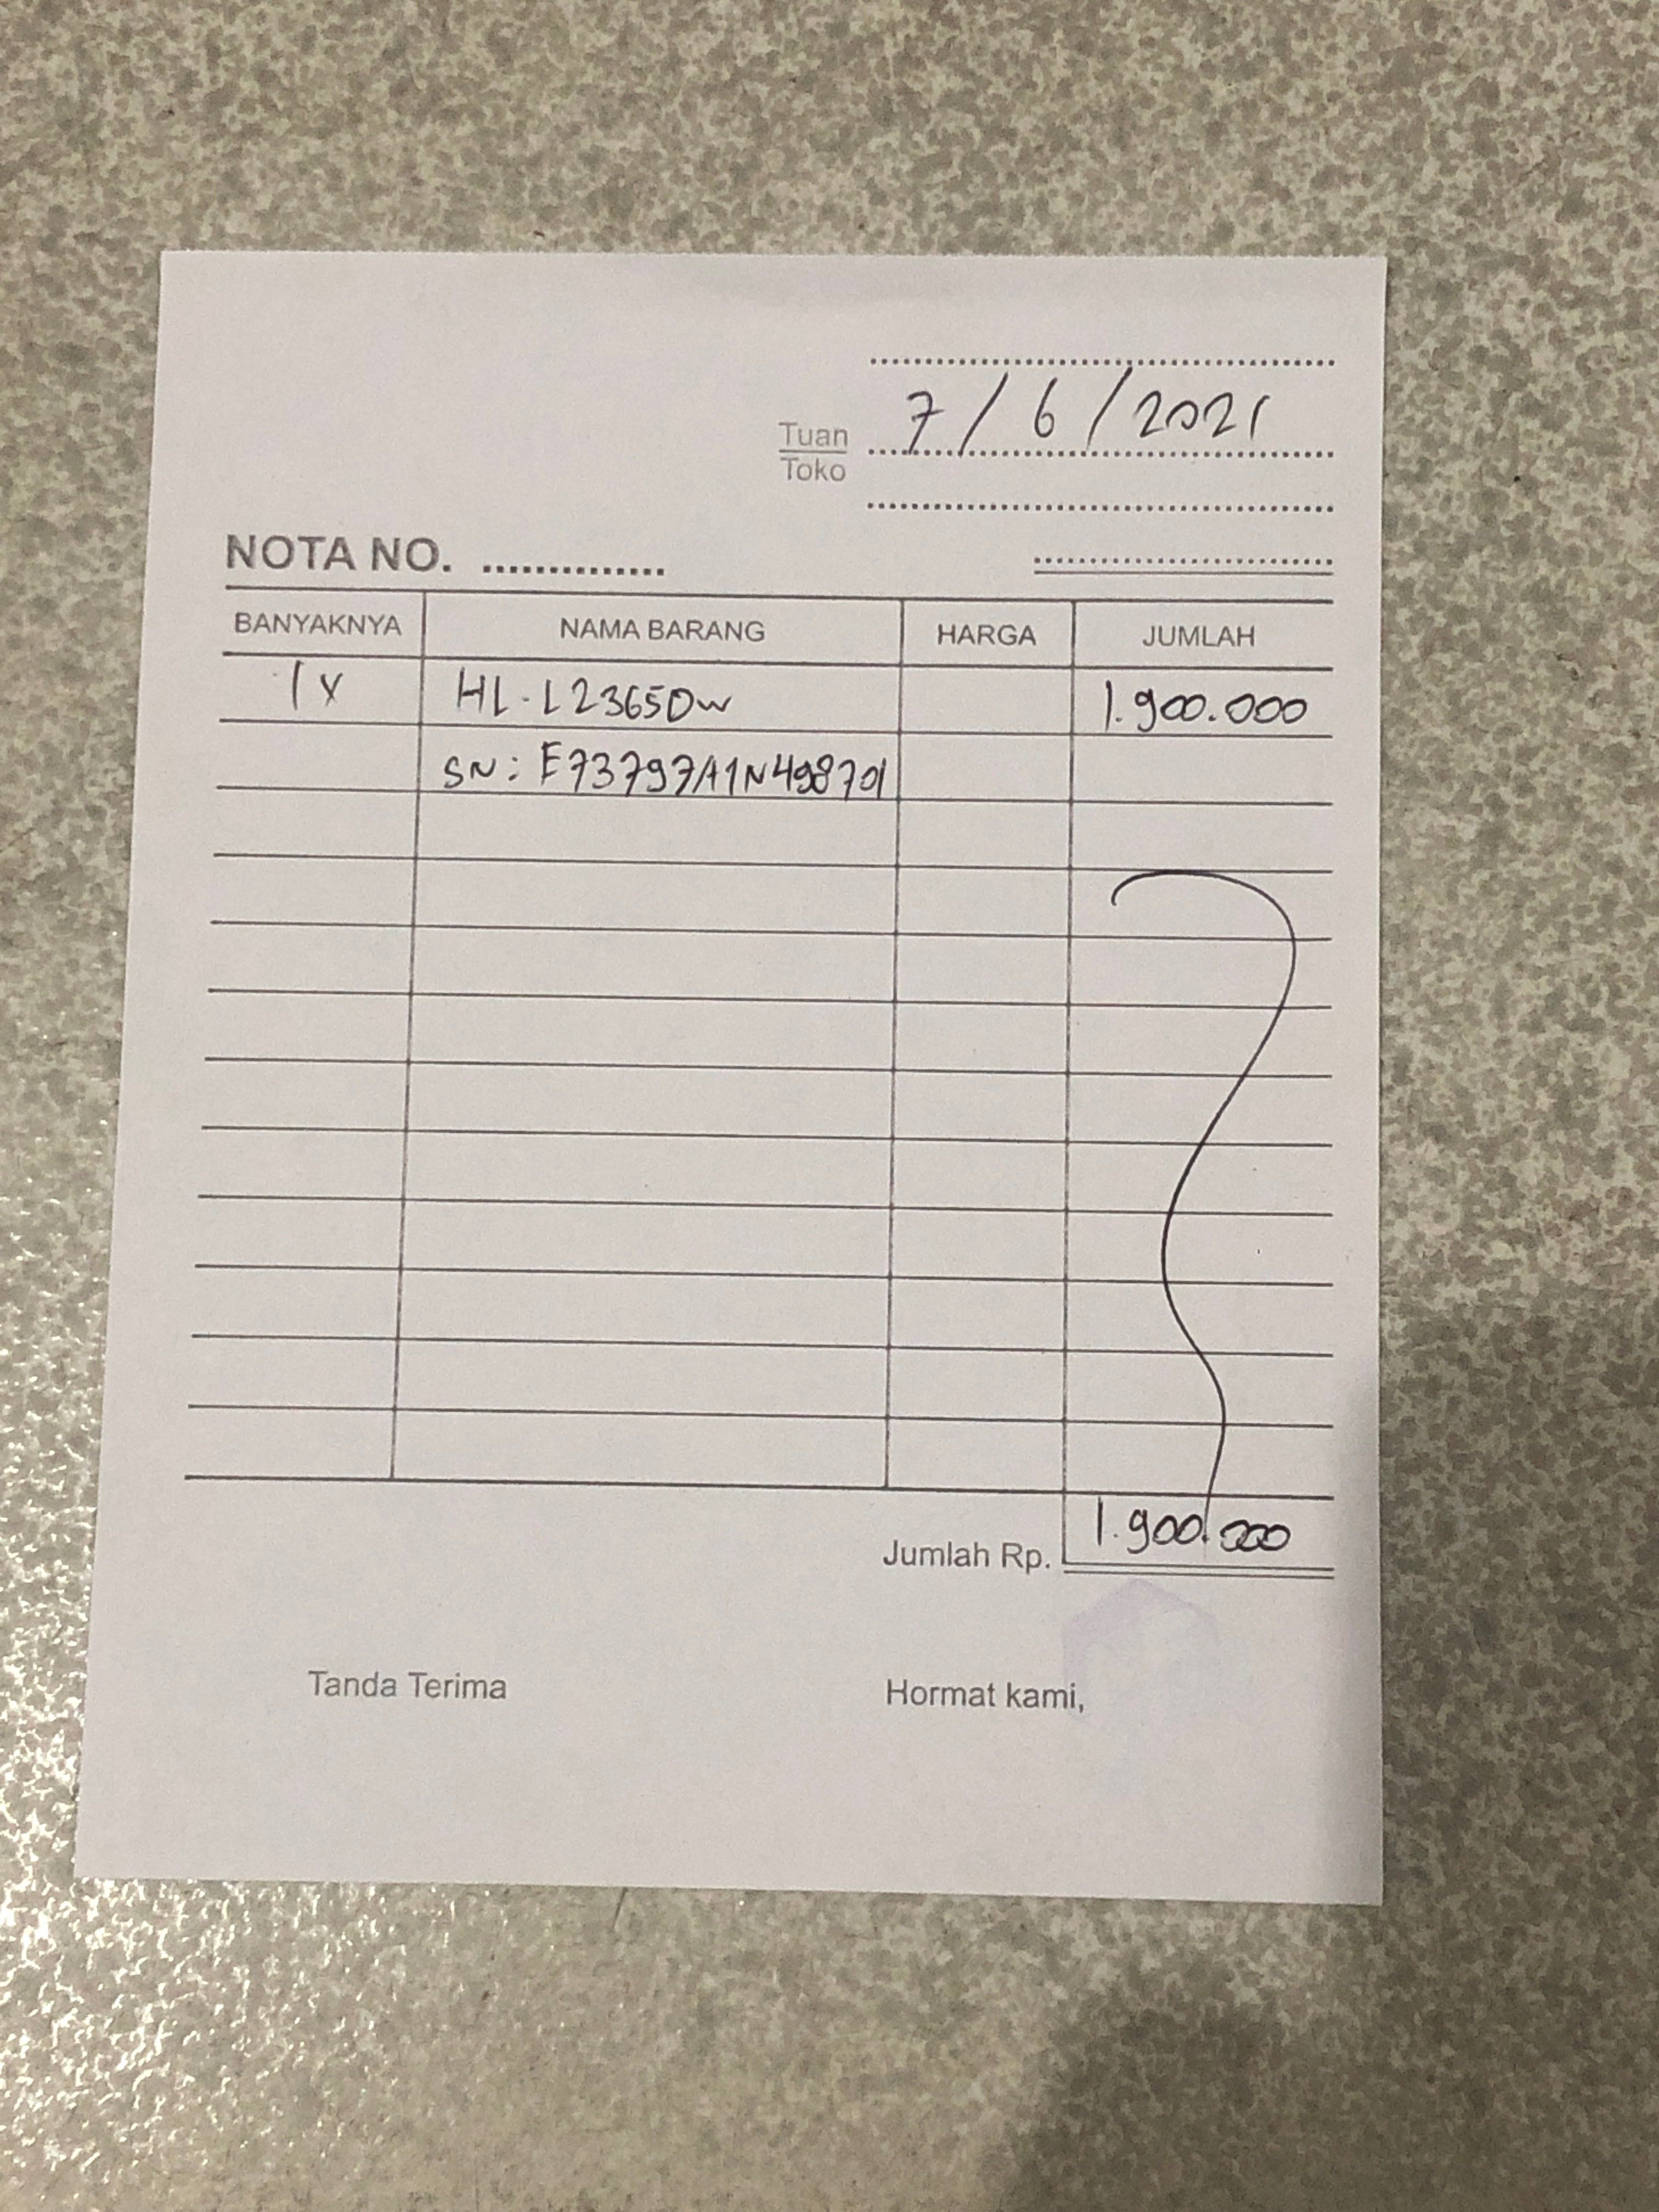 7/6/2021
Tuan
Toko
NOTA NO. ..............
BANYAKNYA NAMA BARANG HARGA JUMLAH
1x HL-L2365DW 1.900.000
SN: E73797A1N498701
Jumlah Rp. 1.900.000
Tanda Terima Hormat kami,